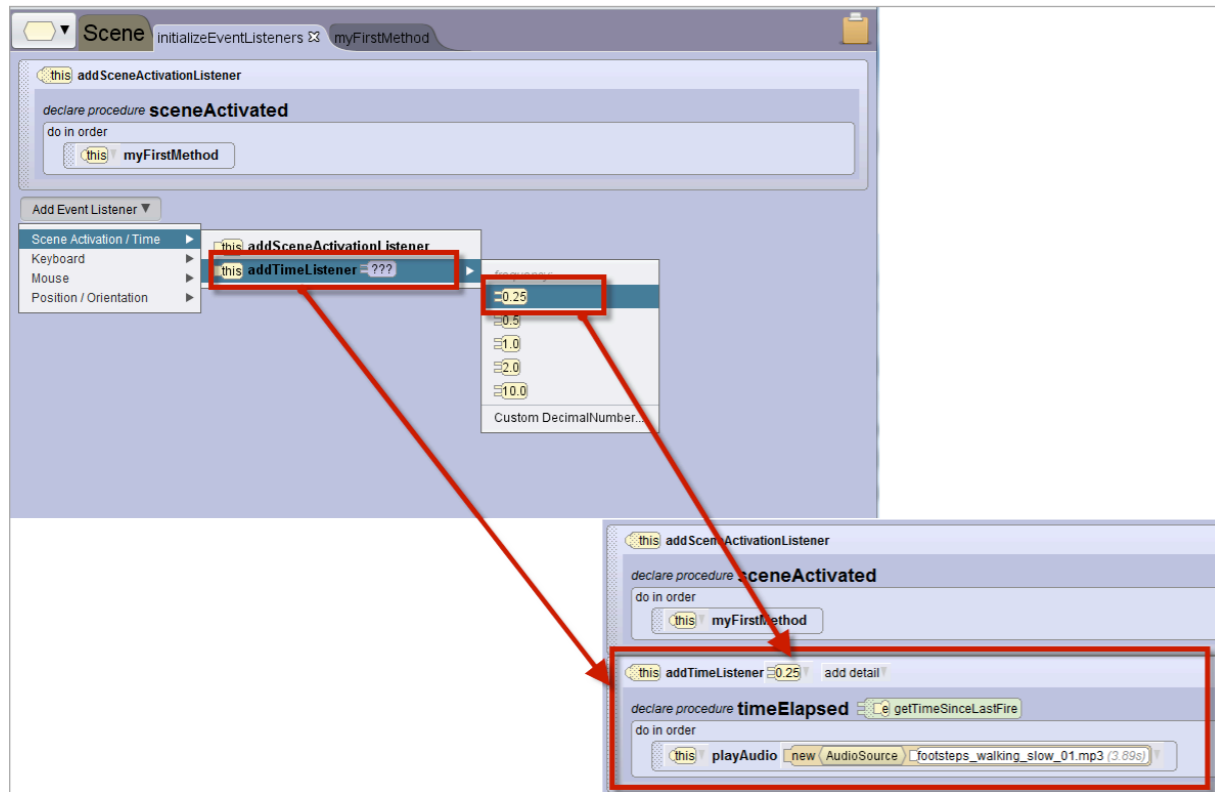 Scene initializeEventListeners myFirstMethod
this addSceneActivationListener
declare procedure sceneActivated
do in order
this myFirstMethod
Add Event Listener
Scene Activation / Time
Keyboard
Mouse
Position / Orientation
this addSceneActivationListener
this addTimeListener ???
frequency:
0.25
0.5
1.0
2.0
10.0
Custom DecimalNumber...
this addSceneActivationListener
declare procedure sceneActivated
do in order
this myFirstMethod
this addTimeListener 0.25 add detail
declare procedure timeElapsed e getTimeSinceLastFire
do in order
this playAudio new AudioSource footsteps_walking_slow_01.mp3 (3.89s)